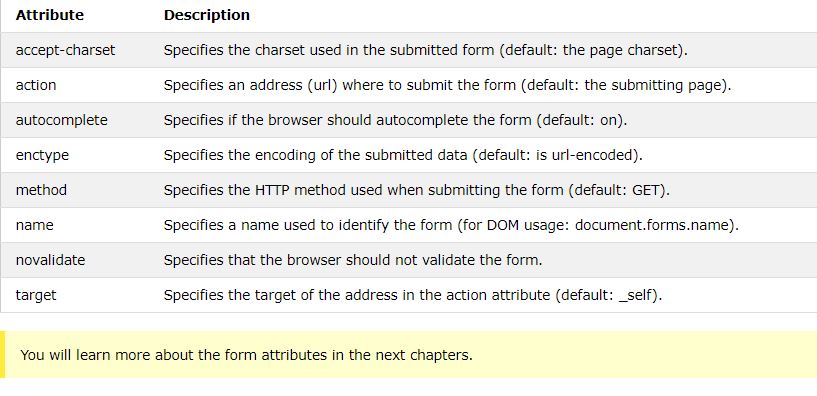 Attribute Description
accept-charset Specifies the charset used in the submitted form (default: the page charset).
action Specifies an address (url) where to submit the form (default: the submitting page).
autocomplete Specifies if the browser should autocomplete the form (default: on).
enctype Specifies the encoding of the submitted data (default: is url-encoded).
method Specifies the HTTP method used when submitting the form (default: GET).
name Specifies a name used to identify the form (for DOM usage: document.forms.name).
novalidate Specifies that the browser should not validate the form.
target Specifies the target of the address in the action attribute (default: _self).
You will learn more about the form attributes in the next chapters.